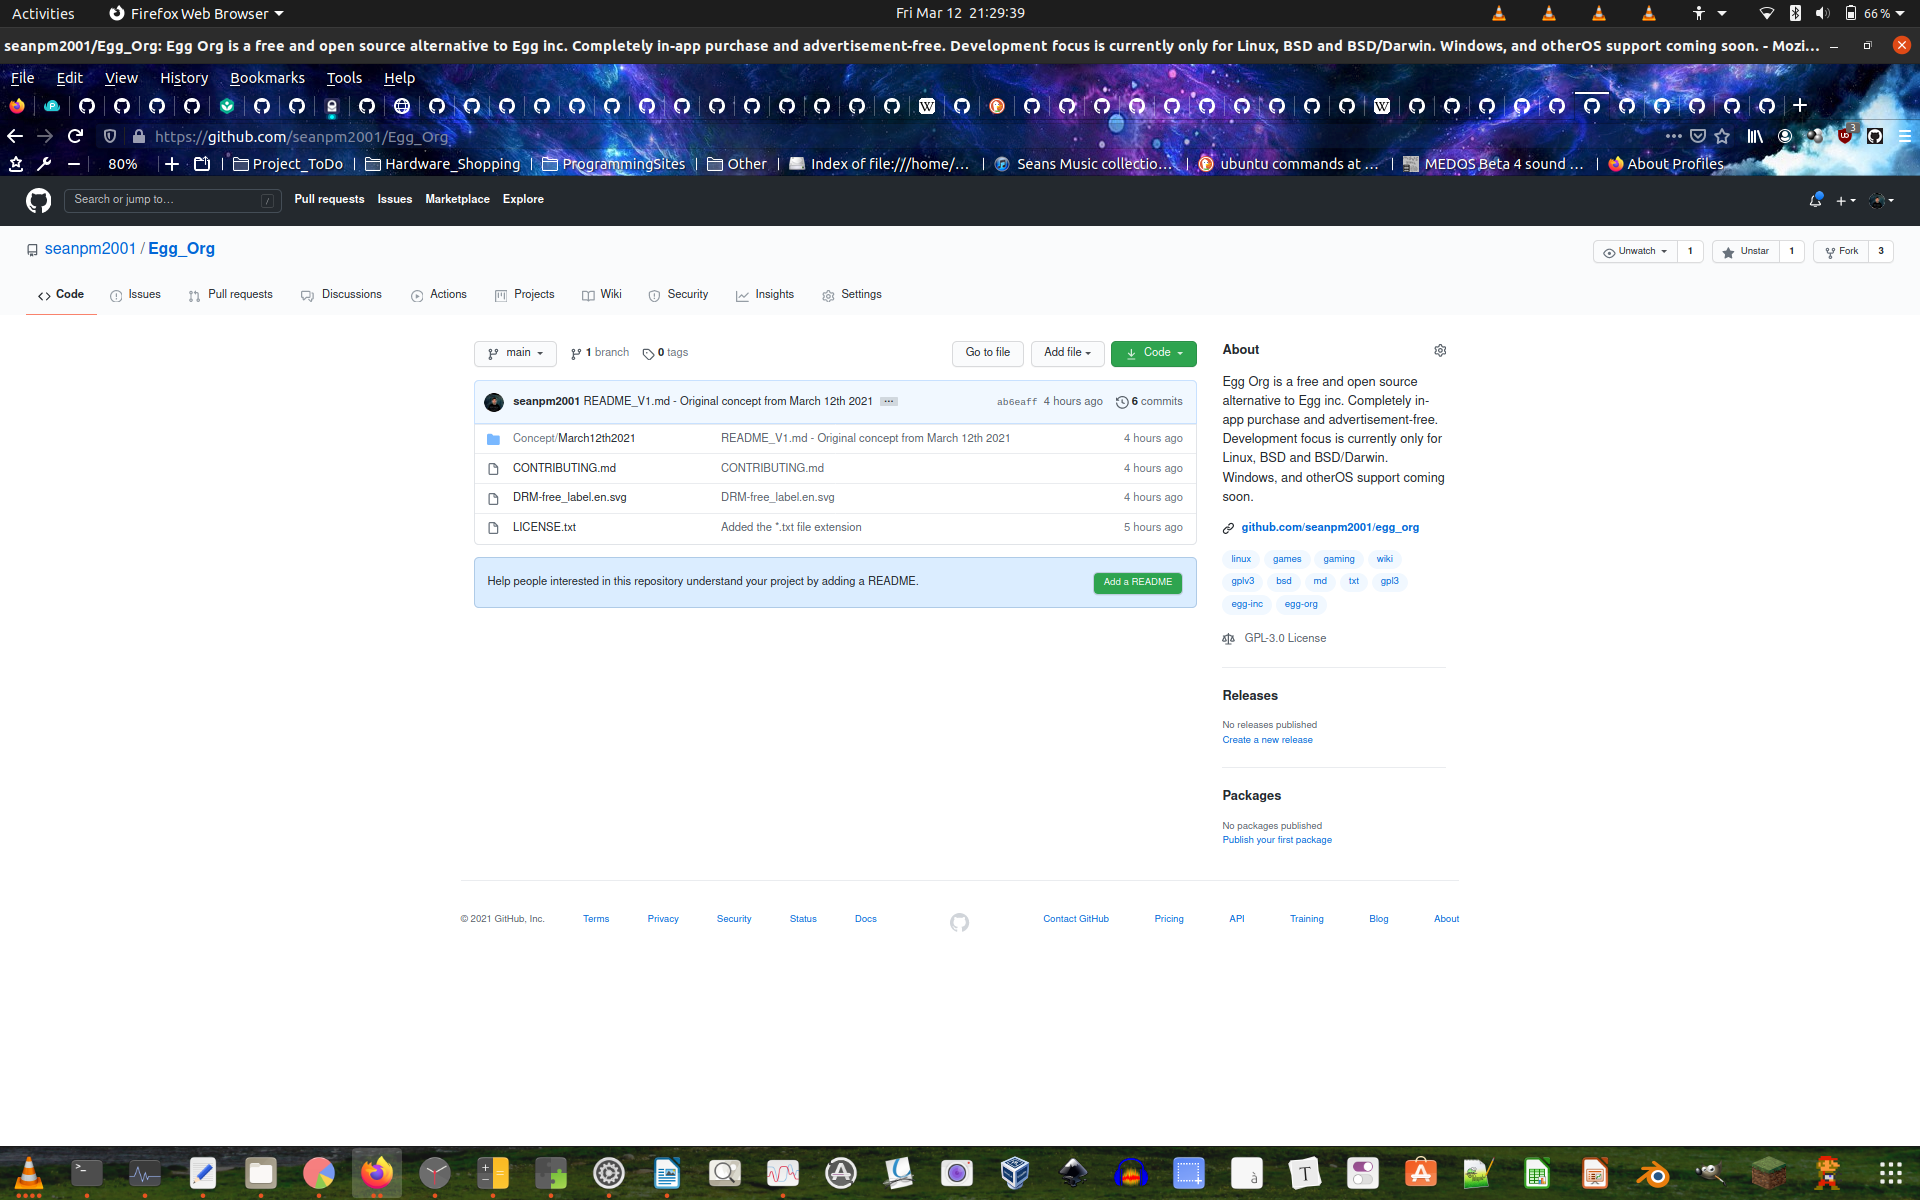 Activities Firefox Web Browser Fri Mar 12 21:29:39 66 %
seanpm2001/Egg_Org: Egg Org is a free and open source alternative to Egg inc. Completely in-app purchase and advertisement-free. Development focus is currently only for Linux, BSD and BSD/Darwin. Windows, and otherOS support coming soon. - Mozi…
File Edit View History Bookmarks Tools Help
https://github.com/seanpm2001/Egg_Org 3
80% Project_ToDo Hardware_Shopping ProgrammingSites Other Index of file:///home/… Seans Music collectio… ubuntu commands at … MEDOS Beta 4 sound … About Profiles
Search or jump to… / Pull requests Issues Marketplace Explore
seanpm2001 / Egg_Org Unwatch 1 Unstar 1 Fork 3
Code Issues Pull requests Discussions Actions Projects Wiki Security Insights Settings
main 1 branch 0 tags Go to file Add file Code
seanpm2001 README_V1.md - Original concept from March 12th 2021 ab6eaff 4 hours ago 6 commits
Concept/March12th2021 README_V1.md - Original concept from March 12th 2021 4 hours ago
CONTRIBUTING.md CONTRIBUTING.md 4 hours ago
DRM-free_label.en.svg DRM-free_label.en.svg 4 hours ago
LICENSE.txt Added the *.txt file extension 5 hours ago
Help people interested in this repository understand your project by adding a README. Add a README
About
Egg Org is a free and open source
alternative to Egg inc. Completely in-
app purchase and advertisement-free.
Development focus is currently only for
Linux, BSD and BSD/Darwin.
Windows, and otherOS support coming
soon.
github.com/seanpm2001/egg_org
linux games gaming wiki
gplv3 bsd md txt gpl3
egg-inc egg-org
GPL-3.0 License
Releases
No releases published
Create a new release
Packages
No packages published
Publish your first package
© 2021 GitHub, Inc. Terms Privacy Security Status Docs Contact GitHub Pricing API Training Blog About